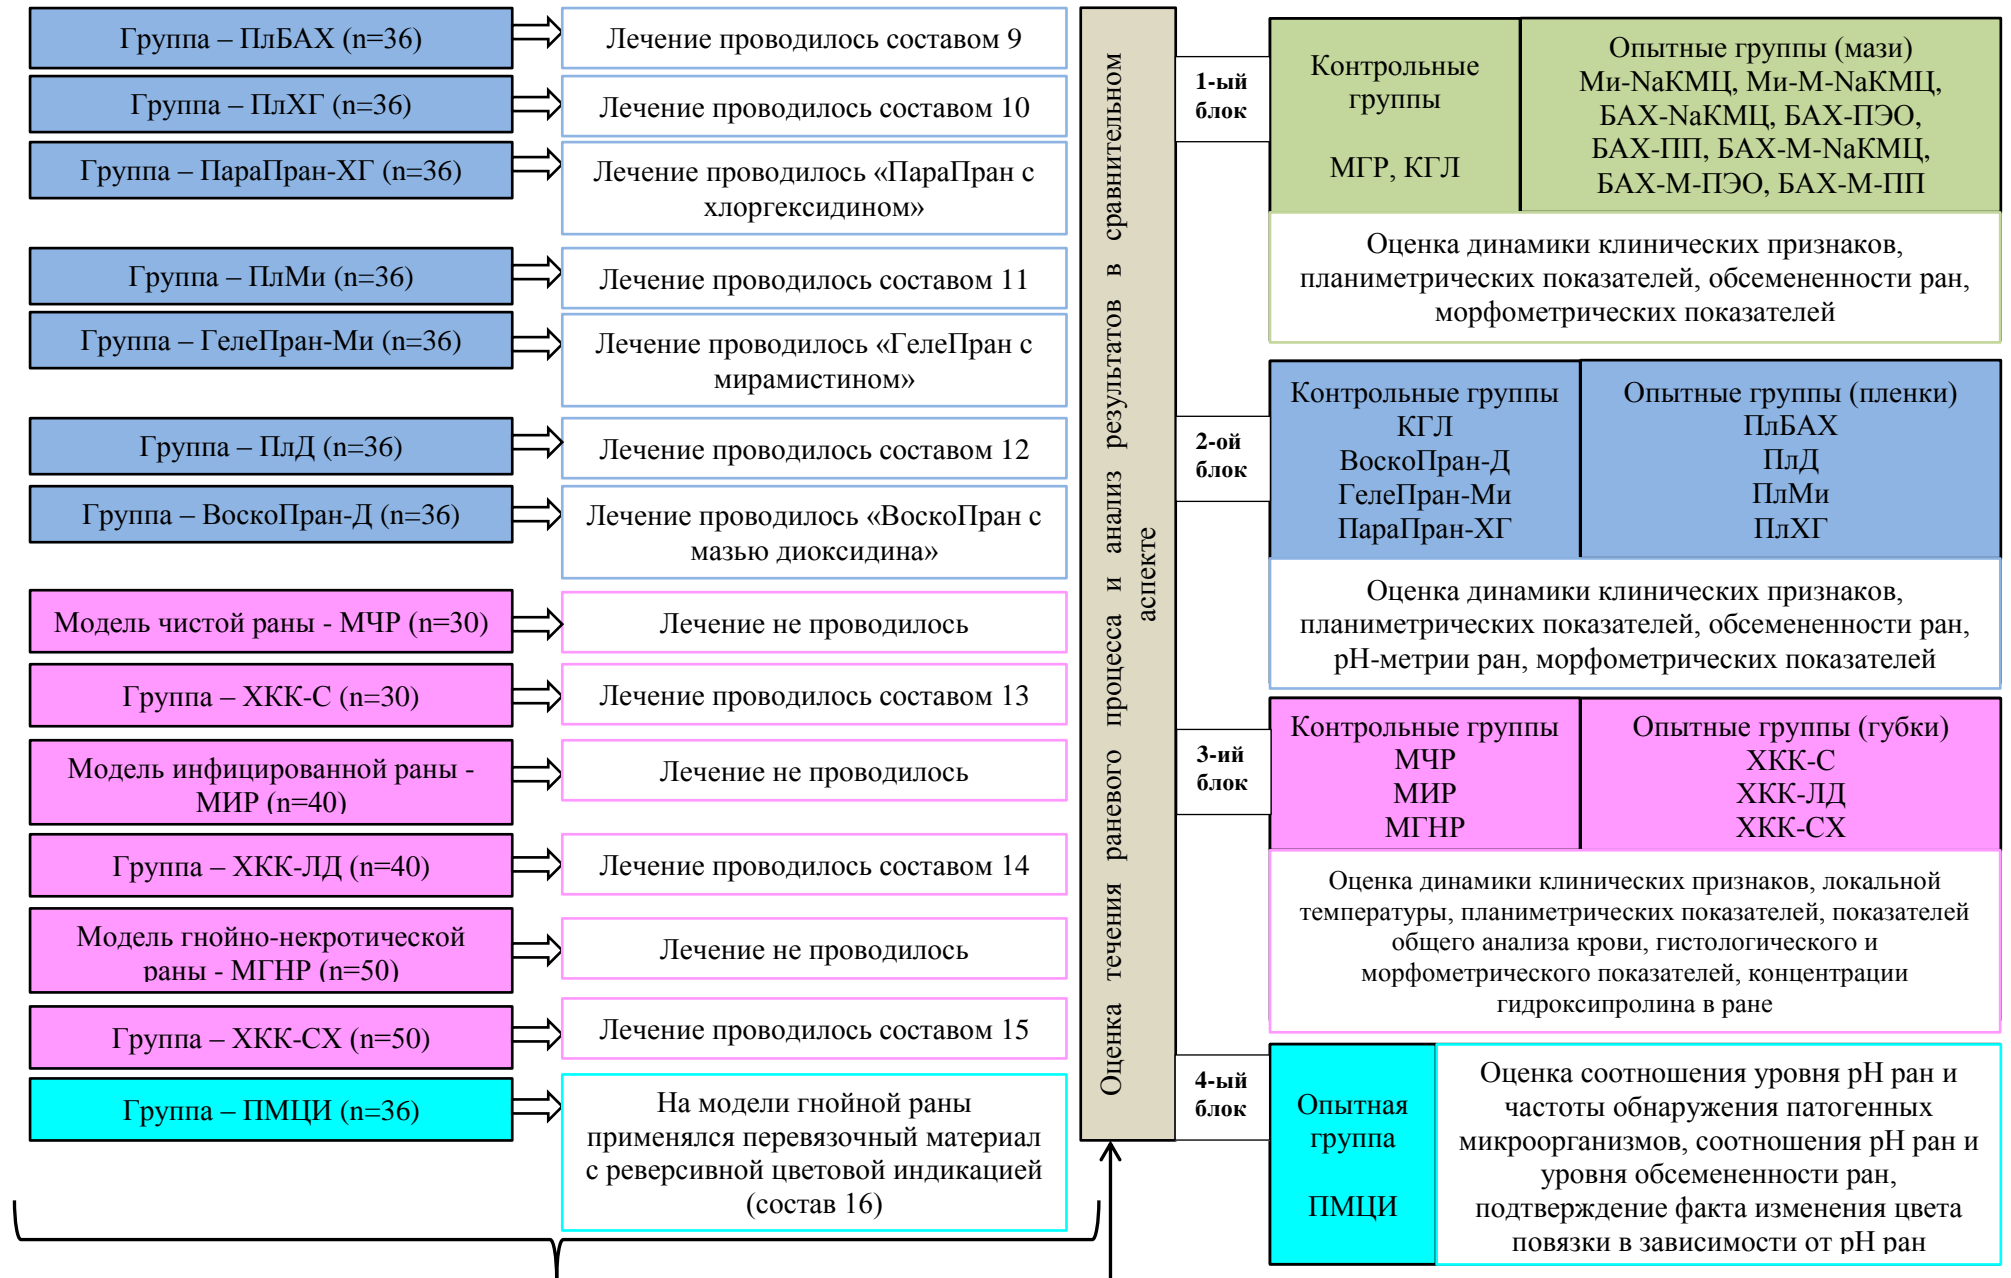 Группа – ПлБАХ (n=36)
Лечение проводилось составом 9
Группа – ПлХГ (n=36)
Лечение проводилось составом 10
Группа – ПараПран-ХГ (n=36)
Лечение проводилось «ПараПран с
хлоргексидином»
Группа – ПлМи (n=36)
Лечение проводилось составом 11
Группа – ГелеПран-Ми (n=36)
Лечение проводилось «ГелеПран с
мирамистином»
Группа – ПлД (n=36)
Лечение проводилось составом 12
Группа – ВоскоПран-Д (n=36)
Лечение проводилось «ВоскоПран с
мазью диоксидина»
Модель чистой раны - МЧР (n=30)
Лечение не проводилось
Группа – ХКК-С (n=30)
Лечение проводилось составом 13
Модель инфицированной раны -
МИР (n=40)
Лечение не проводилось
Группа – ХКК-ЛД (n=40)
Лечение проводилось составом 14
Модель гнойно-некротической
раны - МГНР (n=50)
Лечение не проводилось
Группа – ХКК-СХ (n=50)
Лечение проводилось составом 15
Группа – ПМЦИ (n=36)
На модели гнойной раны
применялся перевязочный материал
с реверсивной цветовой индикацией
(состав 16)
Оценка течения раневого процесса и анализ результатов в сравнительном
аспекте
1-ый
блок
Контрольные
группы
МГР, КГЛ
Опытные группы (мази)
Ми-NaКМЦ, Ми-М-NaКМЦ,
БАХ-NaКМЦ, БАХ-ПЭО,
БАХ-ПП, БАХ-М-NaКМЦ,
БАХ-М-ПЭО, БАХ-М-ПП
Оценка динамики клинических признаков,
планиметрических показателей, обсемененности ран,
морфометрических показателей
2-ой
блок
Контрольные группы
КГЛ
ВоскоПран-Д
ГелеПран-Ми
ПараПран-ХГ
Опытные группы (пленки)
ПлБАХ
ПлД
ПлМи
ПлХГ
Оценка динамики клинических признаков,
планиметрических показателей, обсемененности ран,
рН-метрии ран, морфометрических показателей
3-ий
блок
Контрольные группы
МЧР
МИР
МГНР
Опытные группы (губки)
ХКК-С
ХКК-ЛД
ХКК-СХ
Оценка динамики клинических признаков, локальной
температуры, планиметрических показателей, показателей
общего анализа крови, гистологического и
морфометрического показателей, концентрации
гидроксипролина в ране
4-ый
блок
Опытная
группа
ПМЦИ
Оценка соотношения уровня рН ран и
частоты обнаружения патогенных
микроорганизмов, соотношения рН ран и
уровня обсемененности ран,
подтверждение факта изменения цвета
повязки в зависимости от рН ран